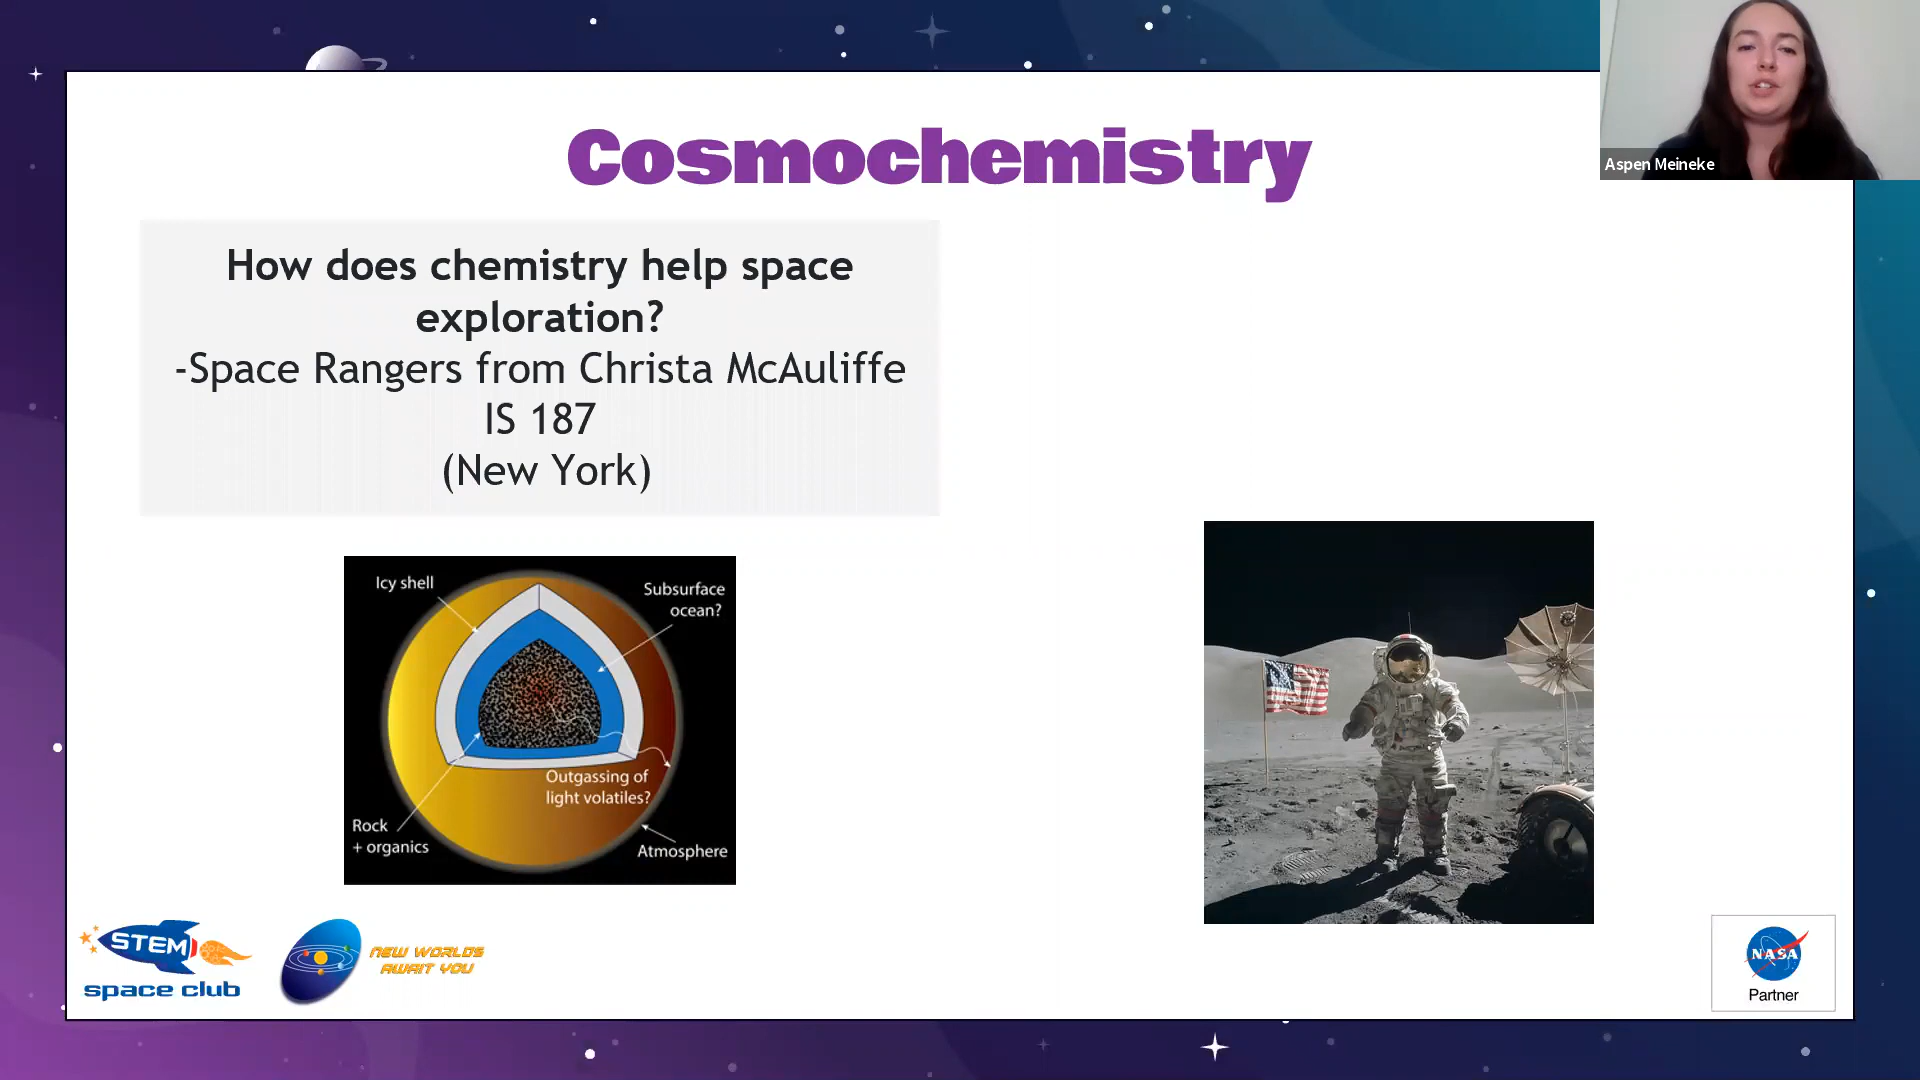 Cosmochemistry
Aspen Meineke
How does chemistry help space
exploration?
-Space Rangers from Christa McAuliffe
IS 187
(New York)
Icy shell
Subsurface
ocean?
Outgassing of
light volatiles?
Rock
+ organics
Atmosphere
STEM
space club
NEW WORLDS
AWAIT YOU
NASA
Partner